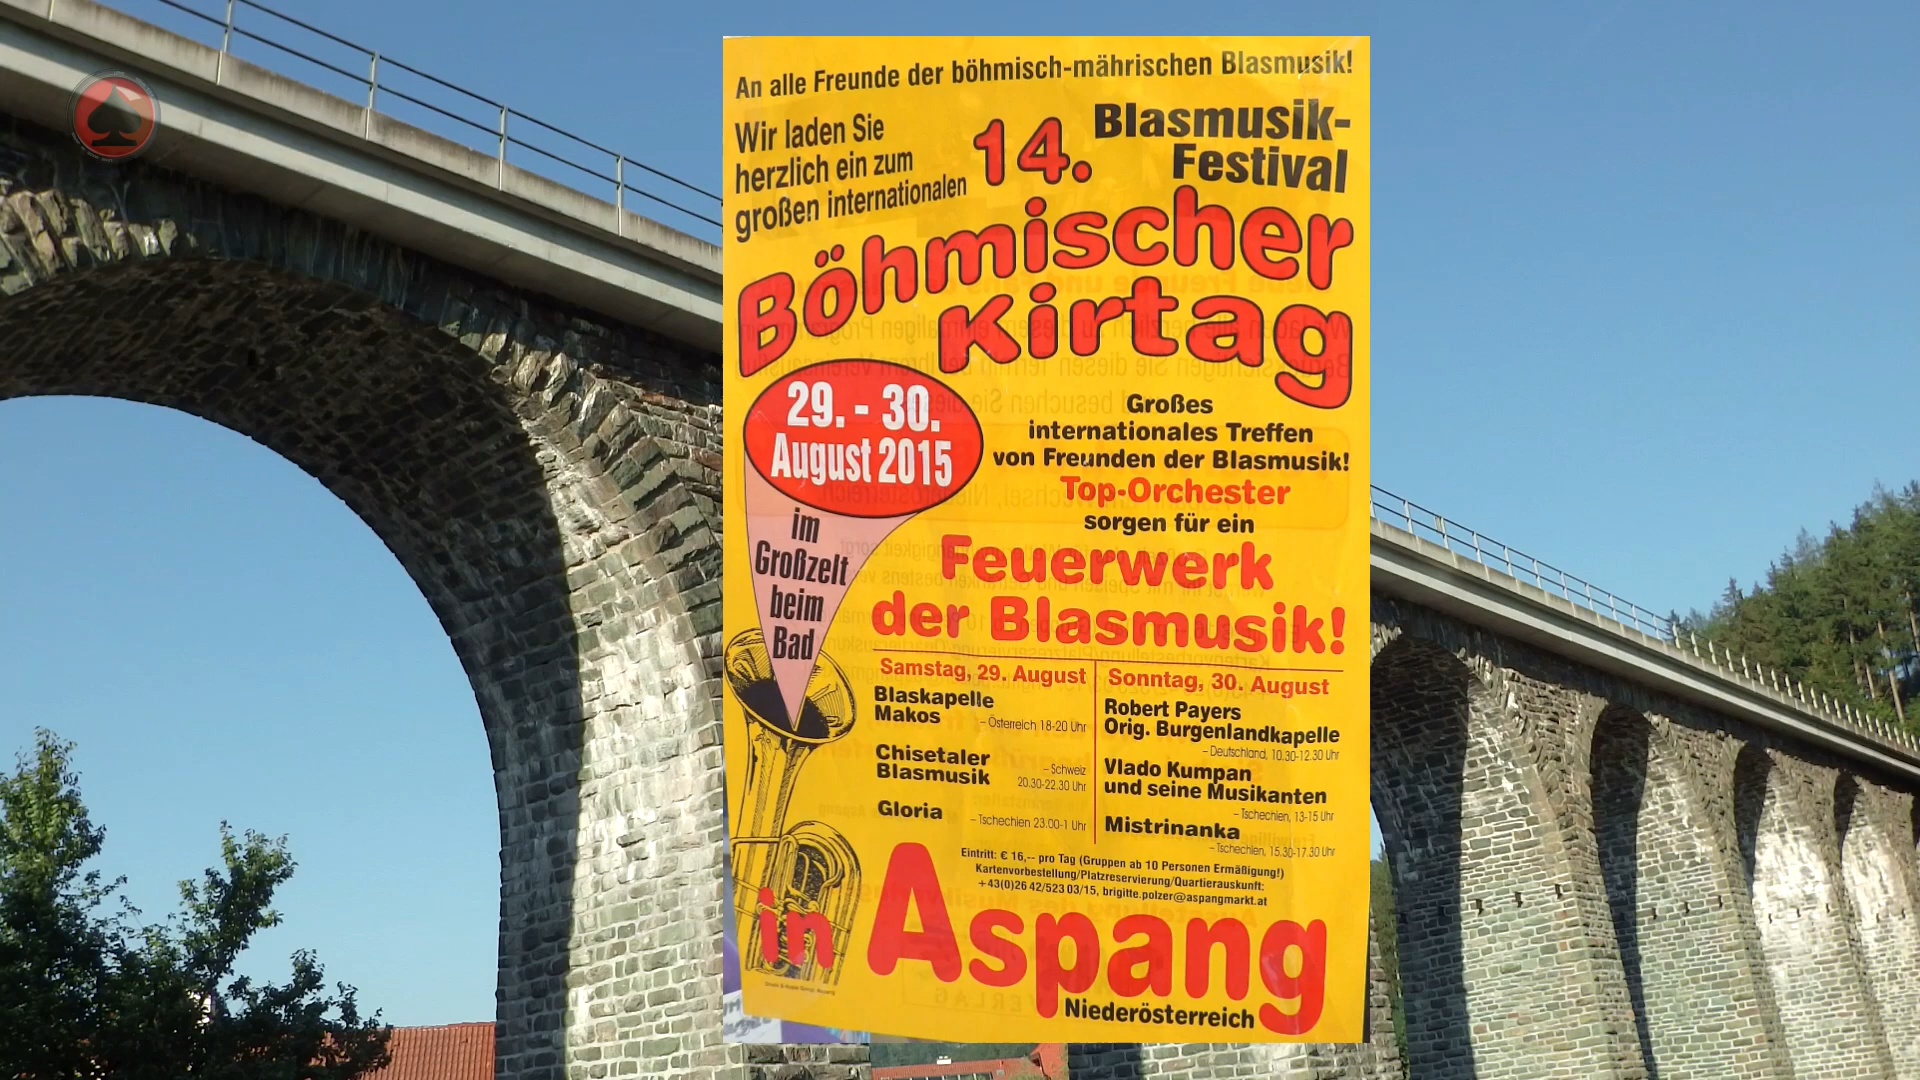 An alle Freunde der böhmisch-mährischen Blasmusik!
Wir laden Sie
herzlich ein zum
großen internationalen
14. Blasmusik-
Festival
Böhmischer
Kirtag
29. - 30.
August 2015
im
Großzelt
beim
Bad
Großes
internationales Treffen
von Freunden der Blasmusik!
Top-Orchester
sorgen für ein
Feuerwerk
der Blasmusik!
Samstag, 29. August
Blaskapelle
Makos
– Österreich 18-20 Uhr
Chisetaler
Blasmusik
– Schweiz
20.30-22.30 Uhr
Gloria
– Tschechien 23.00-1 Uhr
Sonntag, 30. August
Robert Payers
Orig. Burgenlandkapelle
– Deutschland, 10.30-12.30 Uhr
Vlado Kumpan
und seine Musikanten
– Tschechien, 13-15 Uhr
Mistrinanka
– Tschechien, 15.30-17.30 Uhr
Eintritt: € 16,-- pro Tag (Gruppen ab 10 Personen Ermäßigung!)
Kartenvorbestellung/Platzreservierung/Quartierauskunft:
+43(0)26 42/523 03/15, brigitte.polzer@aspangmarkt.at
in Aspang
Niederösterreich